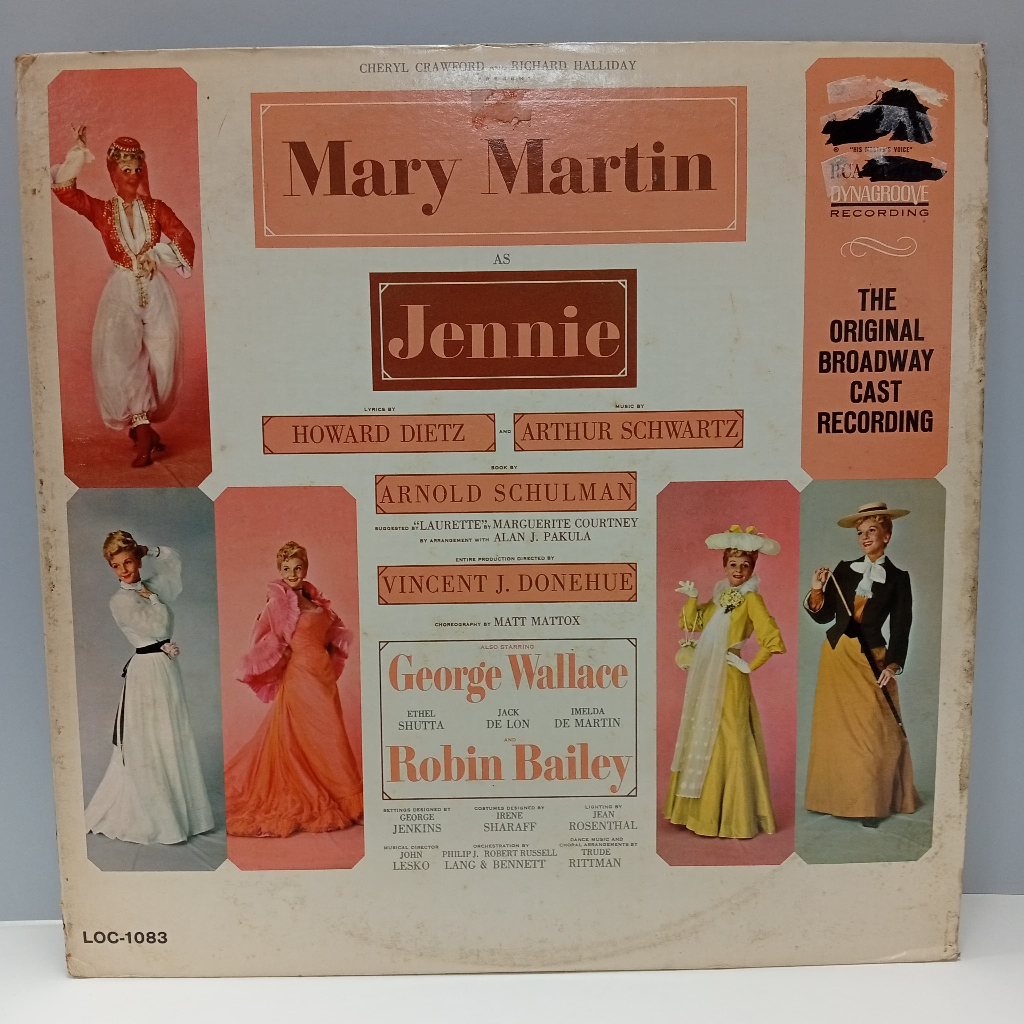 CHERYL CRAWFORD AND RICHARD HALLIDAY
PRESENT
Mary Martin
AS
Jennie
LYRICS BY
HOWARD DIETZ
AND
MUSIC BY
ARTHUR SCHWARTZ
BOOK BY
ARNOLD SCHULMAN
SUGGESTED BY "LAURETTE" BY MARGUERITE COURTNEY
BY ARRANGEMENT WITH ALAN J. PAKULA
ENTIRE PRODUCTION DIRECTED BY
VINCENT J. DONEHUE
CHOREOGRAPHY BY MATT MATTOX
ALSO STARRING
George Wallace
ETHEL SHUTTA
JACK DE LON
IMELDA DE MARTIN
AND
Robin Bailey
SETTINGS DESIGNED BY
GEORGE
JENKINS
COSTUMES DESIGNED BY
IRENE
SHARAFF
LIGHTING BY
JEAN
ROSENTHAL
MUSICAL DIRECTOR
JOHN
LESKO
ORCHESTRATION BY
PHILIP J. ROBERT RUSSELL
LANG & BENNETT
DANCE MUSIC AND
CHORAL ARRANGEMENTS BY
TRUDE
RITTMAN
"HIS MASTER'S VOICE"
RCA
DYNAGROOVE
RECORDING
THE
ORIGINAL
BROADWAY
CAST
RECORDING
LOC-1083